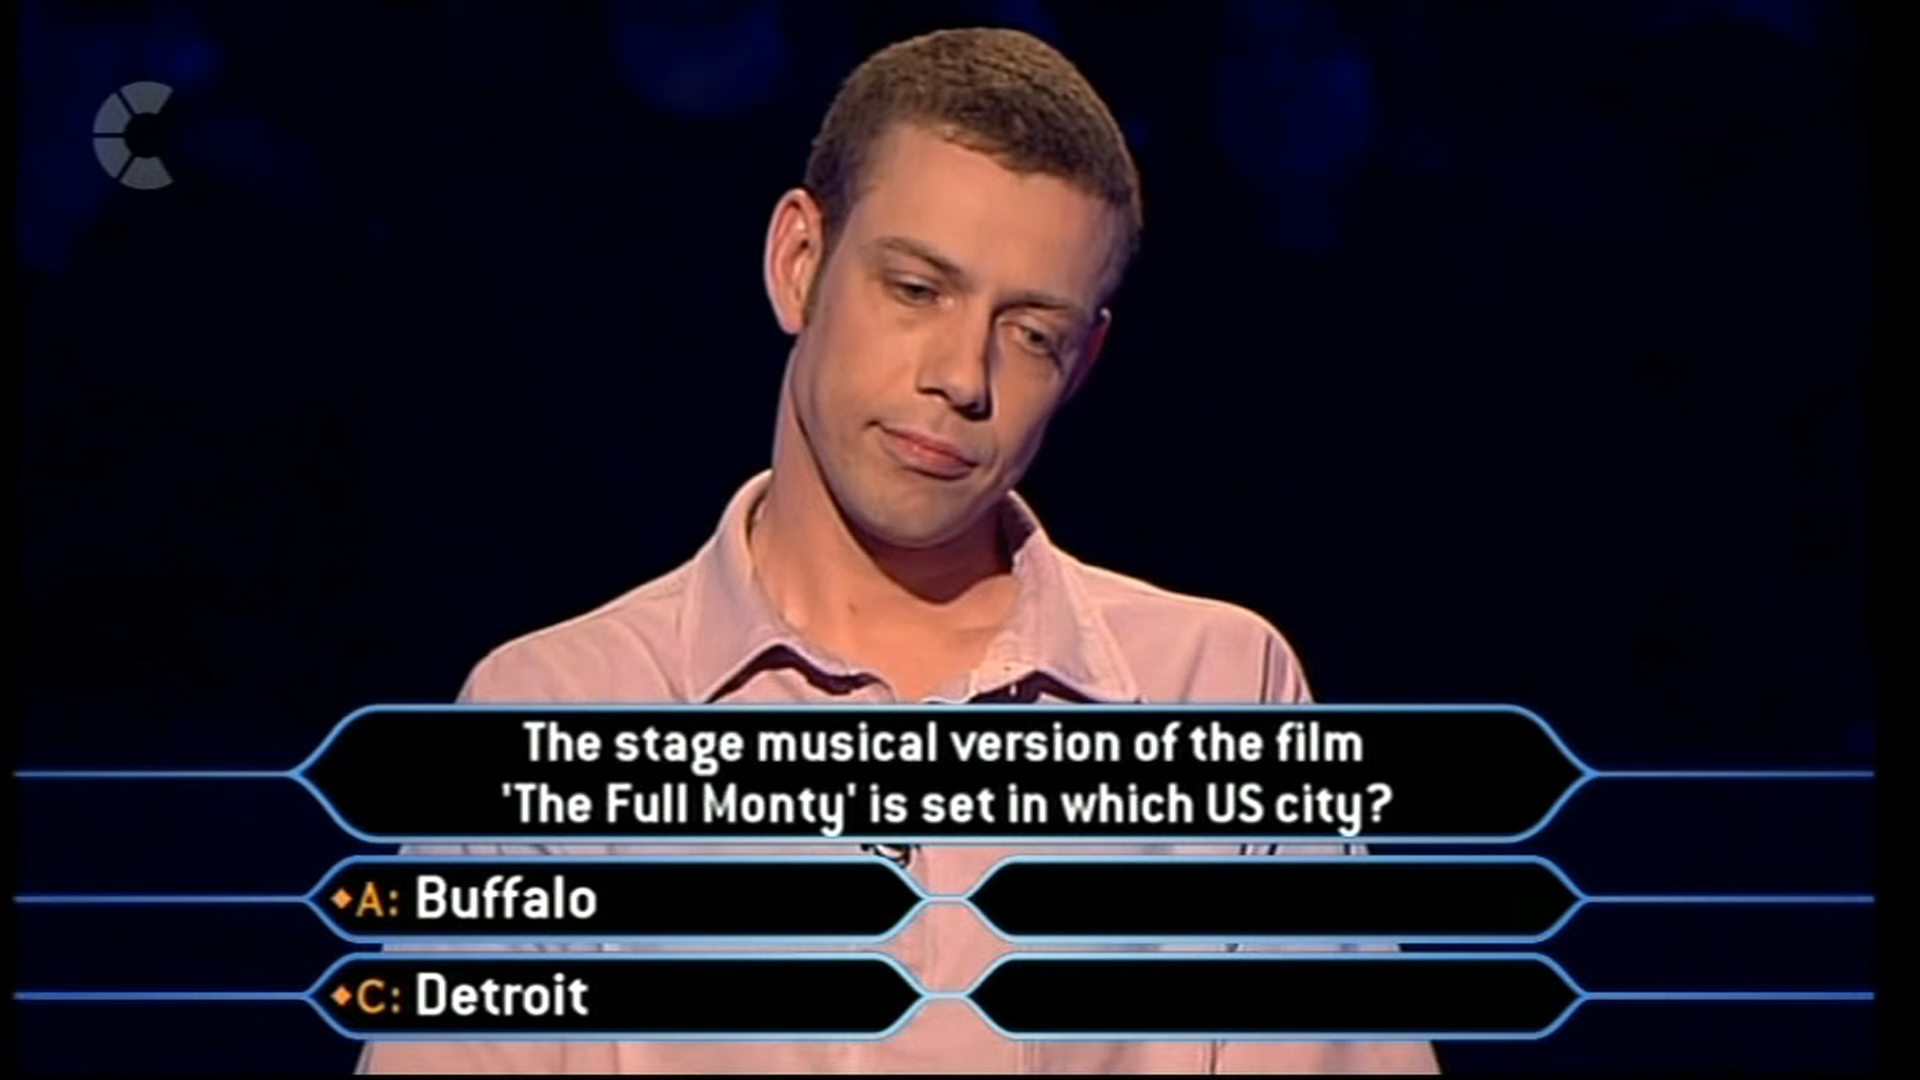 The stage musical version of the film
'The Full Monty' is set in which US city?
A: Buffalo
C: Detroit